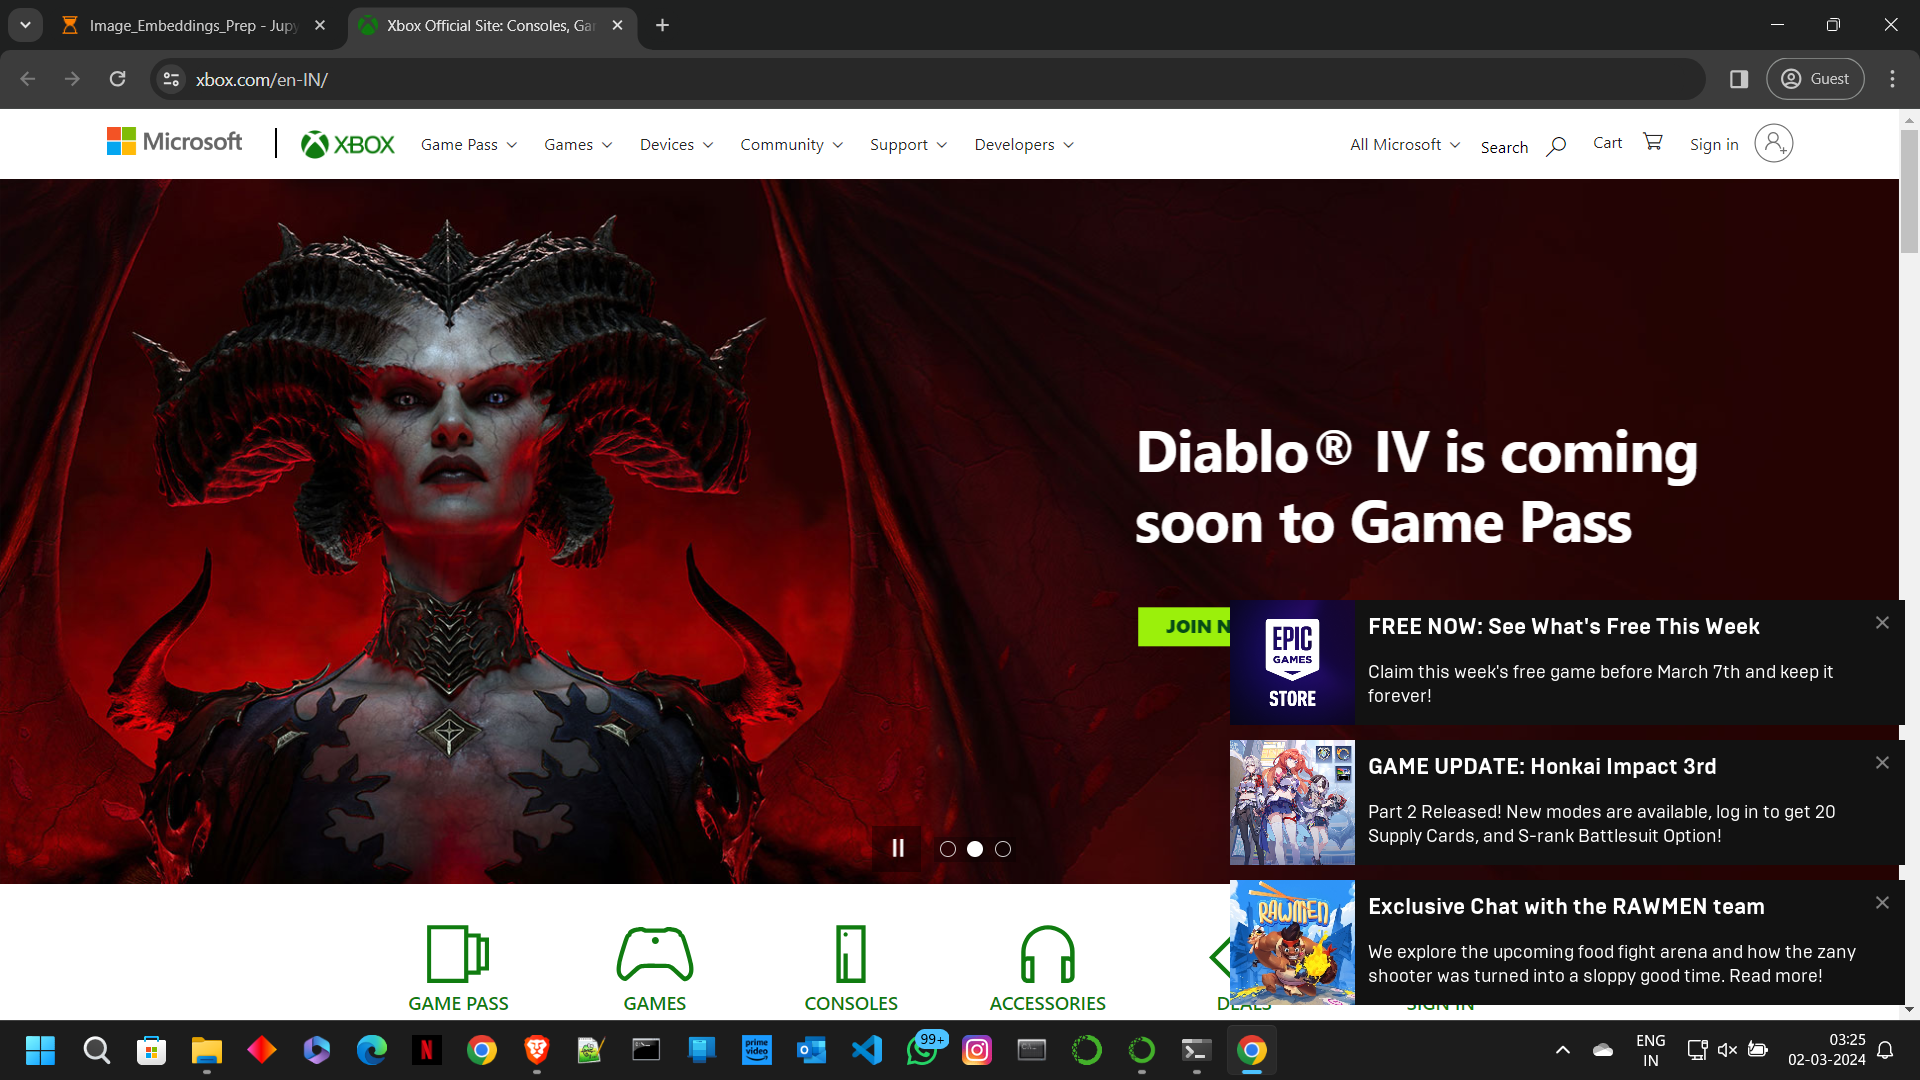 Image_Embeddings_Prep - Jupy
Xbox Official Site: Consoles, Ga
xbox.com/en-IN/
Guest
Microsoft
XBOX
Game Pass
Games
Devices
Community
Support
Developers
All Microsoft
Search
Cart
Sign in
Diablo® IV is coming
soon to Game Pass
JOIN N
EPIC
GAMES
STORE
FREE NOW: See What's Free This Week
Claim this week's free game before March 7th and keep it
forever!
GAME UPDATE: Honkai Impact 3rd
Part 2 Released! New modes are available, log in to get 20
Supply Cards, and S-rank Battlesuit Option!
RAWMEN
Exclusive Chat with the RAWMEN team
We explore the upcoming food fight arena and how the zany
shooter was turned into a sloppy good time. Read more!
GAME PASS
GAMES
CONSOLES
ACCESSORIES
DEALS
SIGN IN
prime
video
99+
ENG
IN
03:25
02-03-2024